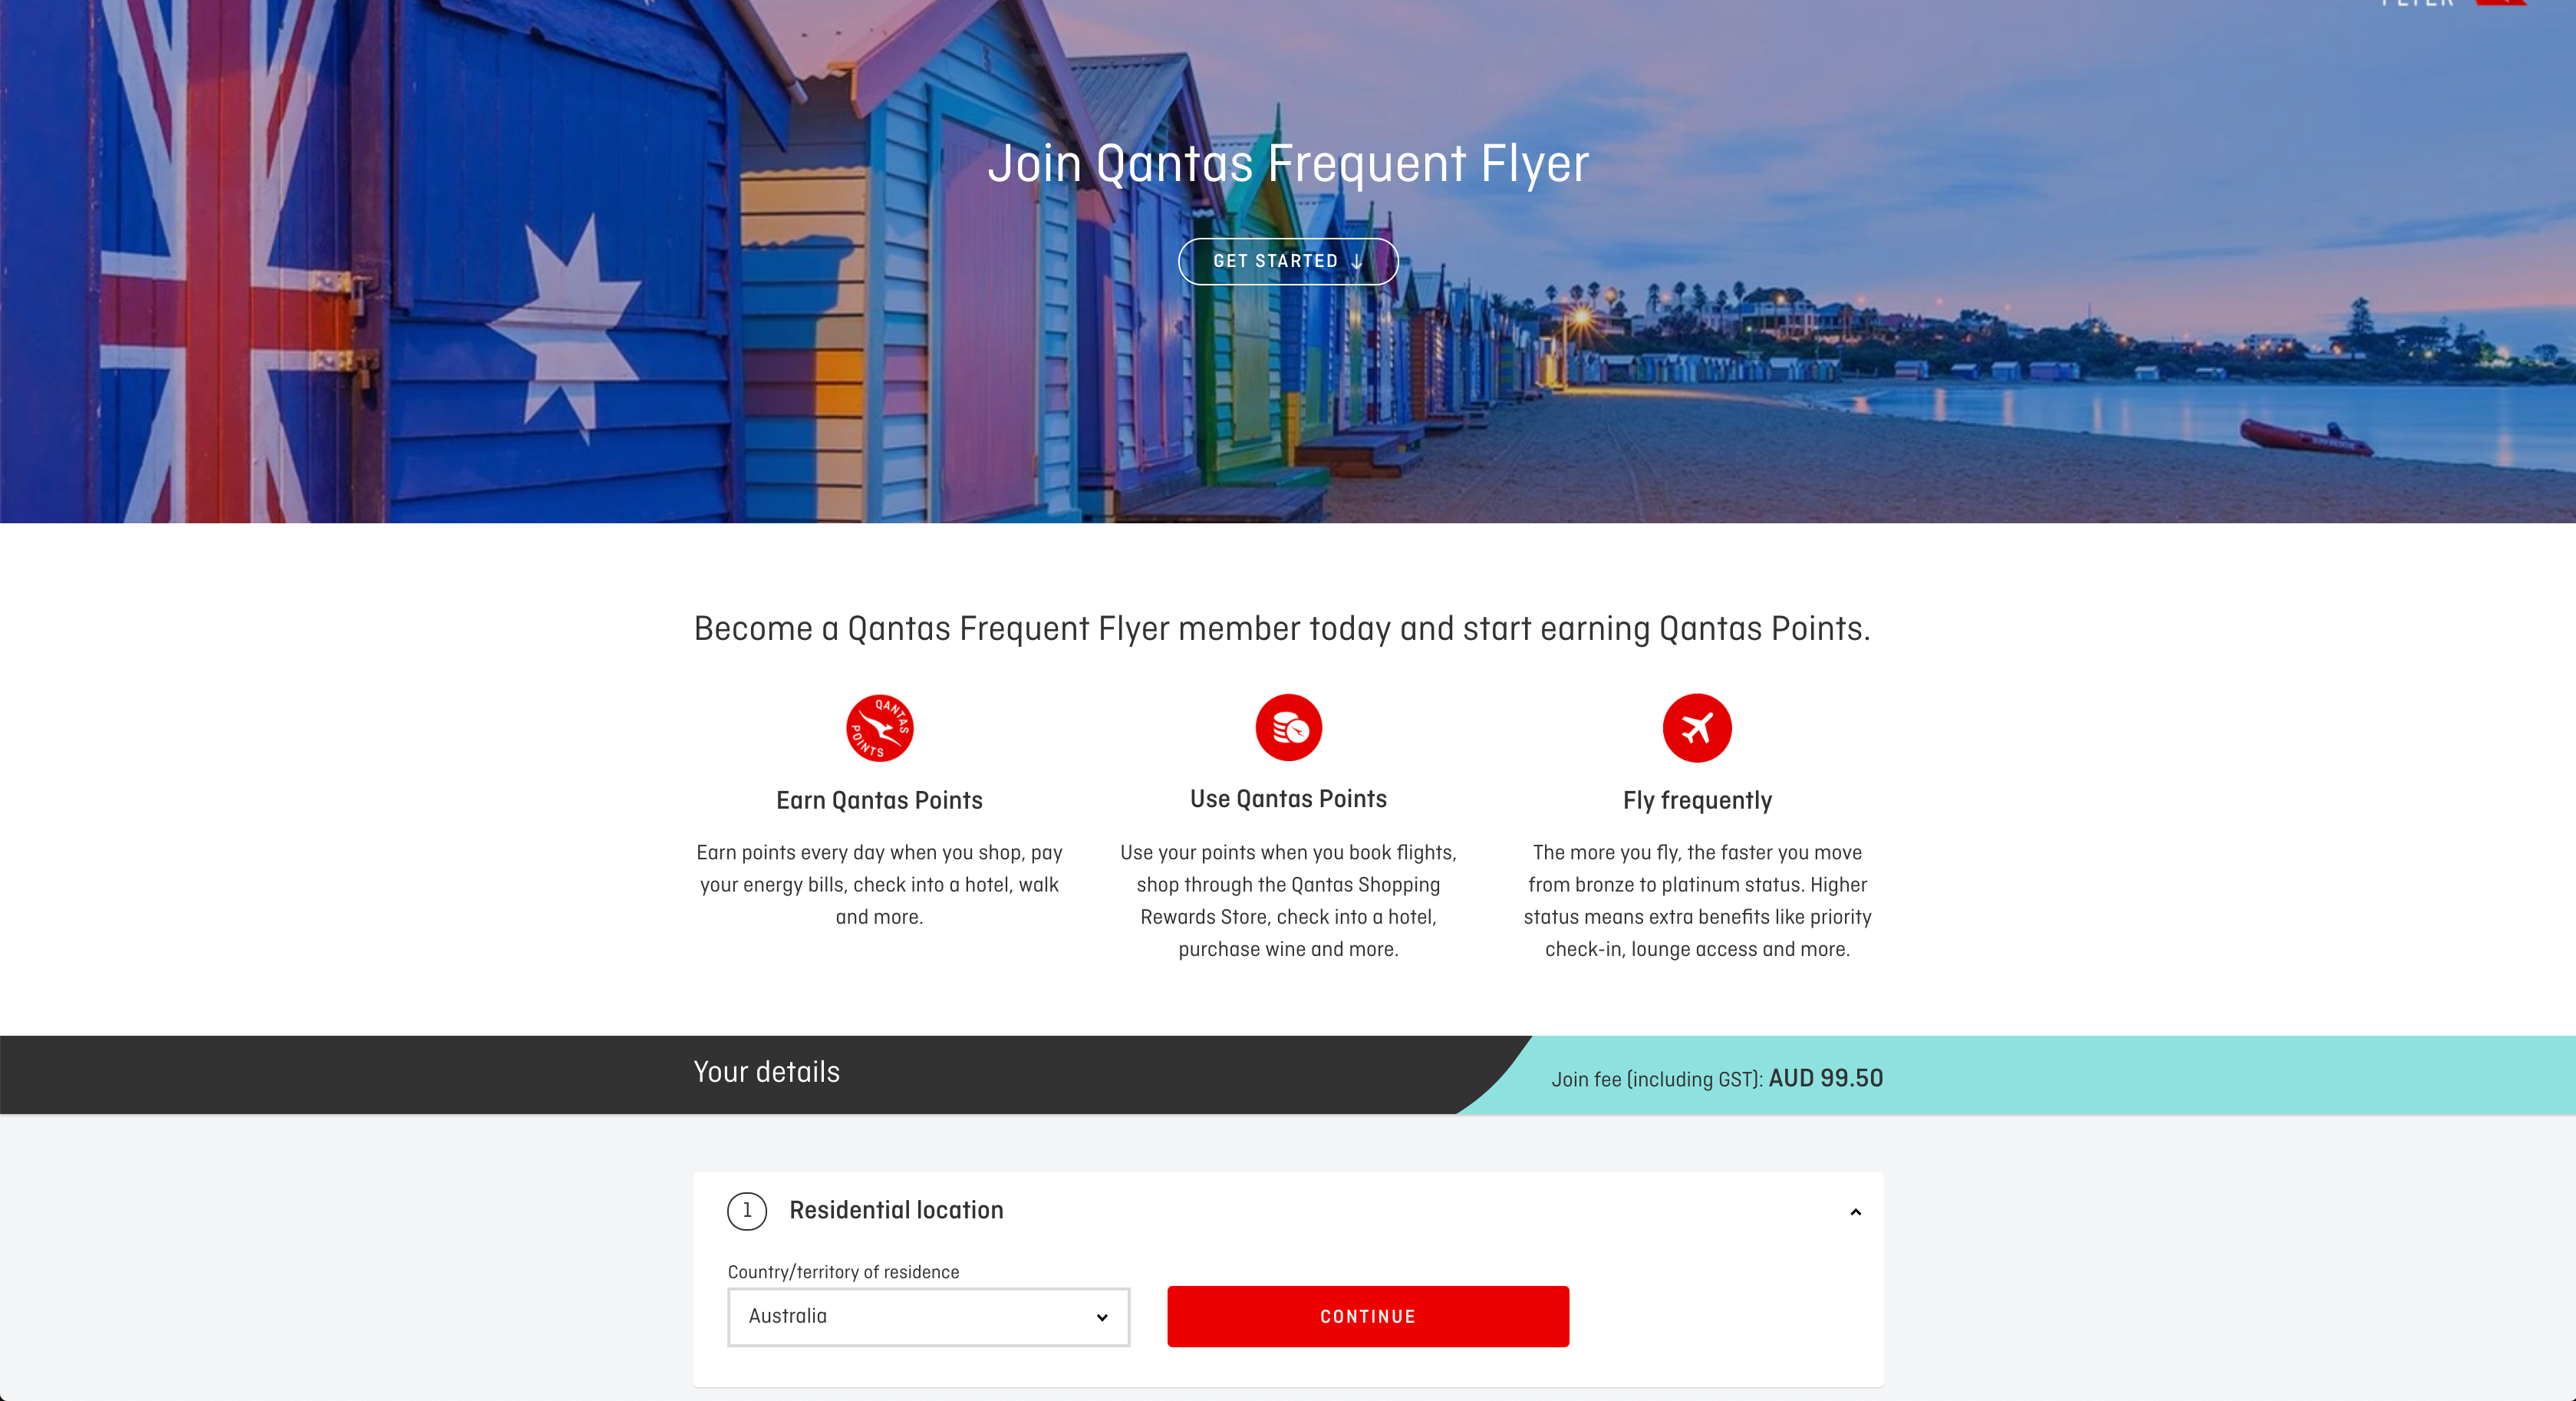 FLYER
Join Qantas Frequent Flyer
GET STARTED ↓
Become a Qantas Frequent Flyer member today and start earning Qantas Points.
QANTAS
POINTS
Earn Qantas Points
Earn points every day when you shop, pay
your energy bills, check into a hotel, walk
and more.
Use Qantas Points
Use your points when you book flights,
shop through the Qantas Shopping
Rewards Store, check into a hotel,
purchase wine and more.
Fly frequently
The more you fly, the faster you move
from bronze to platinum status. Higher
status means extra benefits like priority
check-in, lounge access and more.
Your details
Join fee (including GST): AUD 99.50
1 Residential location
Country/territory of residence
Australia
CONTINUE